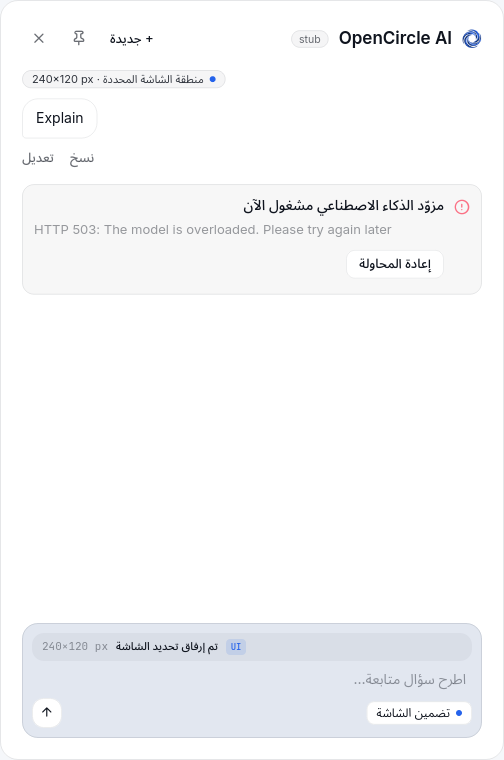 OpenCircle AI
stub
+ جديدة
منطقة الشاشة المحددة · 240×120 px
Explain
نسخ
تعديل
مزوّد الذكاء الاصطناعي مشغول الآن
HTTP 503: The model is overloaded. Please try again later
إعادة المحاولة
UI تم إرفاق تحديد الشاشة 240×120 px
اطرح سؤال متابعة...
تضمين الشاشة